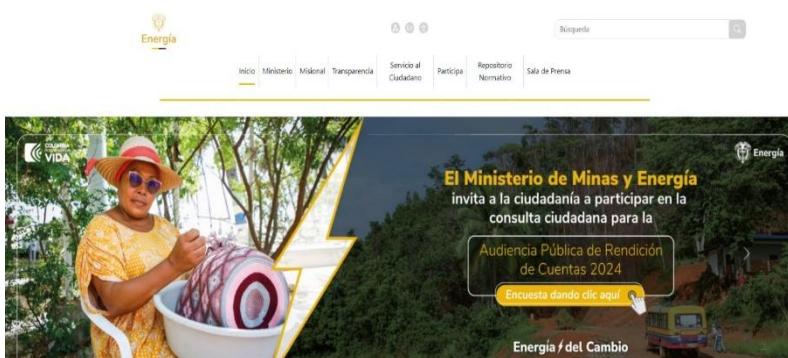 Energía
Búsqueda
Inicio
Ministerio
Misional
Transparencia
Servicio al
Ciudadano
Participa
Repositorio
Normativo
Sala de Prensa
COLOMBIA
VIDA
Energía
El Ministerio de Minas y Energía
invita a la ciudadanía a participar en la
consulta ciudadana para la
Audiencia Pública de Rendición
de Cuentas 2024
Encuesta dando clic aquí
Energía del Cambio